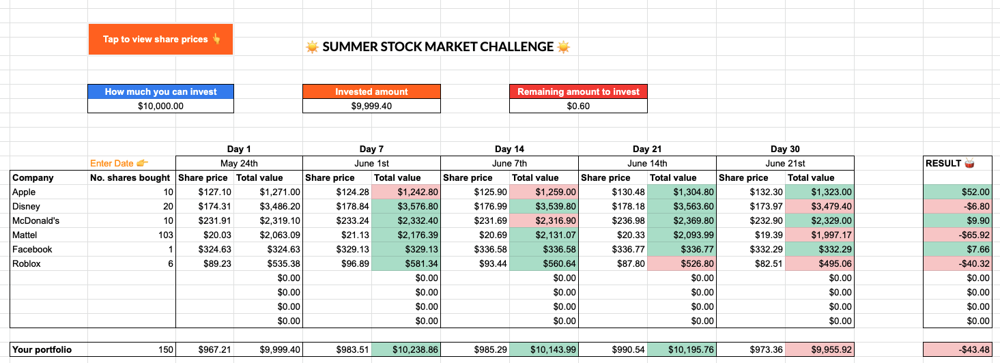 Tap to view share prices 👆
☀️ SUMMER STOCK MARKET CHALLENGE ☀️
How much you can invest Invested amount Remaining amount to invest
$10,000.00 $9,999.40 $0.60
Day 1 Day 7 Day 14 Day 21 Day 30
Enter Date 👉 May 24th June 1st June 7th June 14th June 21st RESULT 🥁
Company No. shares bought Share price Total value Share price Total value Share price Total value Share price Total value Share price Total value
Apple 10 $127.10 $1,271.00 $124.28 $1,242.80 $125.90 $1,259.00 $130.48 $1,304.80 $132.30 $1,323.00 $52.00
Disney 20 $174.31 $3,486.20 $178.84 $3,576.80 $176.99 $3,539.80 $178.18 $3,563.60 $173.97 $3,479.40 -$6.80
McDonald's 10 $231.91 $2,319.10 $233.24 $2,332.40 $231.69 $2,316.90 $236.98 $2,369.80 $232.90 $2,329.00 $9.90
Mattel 103 $20.03 $2,063.09 $21.13 $2,176.39 $20.69 $2,131.07 $20.33 $2,093.99 $19.39 $1,997.17 -$65.92
Facebook 1 $324.63 $324.63 $329.13 $329.13 $336.58 $336.58 $336.77 $336.77 $332.29 $332.29 $7.66
Roblox 6 $89.23 $535.38 $96.89 $581.34 $93.44 $560.64 $87.80 $526.80 $82.51 $495.06 -$40.32
$0.00 $0.00 $0.00 $0.00 $0.00 $0.00
$0.00 $0.00 $0.00 $0.00 $0.00 $0.00
$0.00 $0.00 $0.00 $0.00 $0.00 $0.00
$0.00 $0.00 $0.00 $0.00 $0.00 $0.00
Your portfolio 150 $967.21 $9,999.40 $983.51 $10,238.86 $985.29 $10,143.99 $990.54 $10,195.76 $973.36 $9,955.92 -$43.48